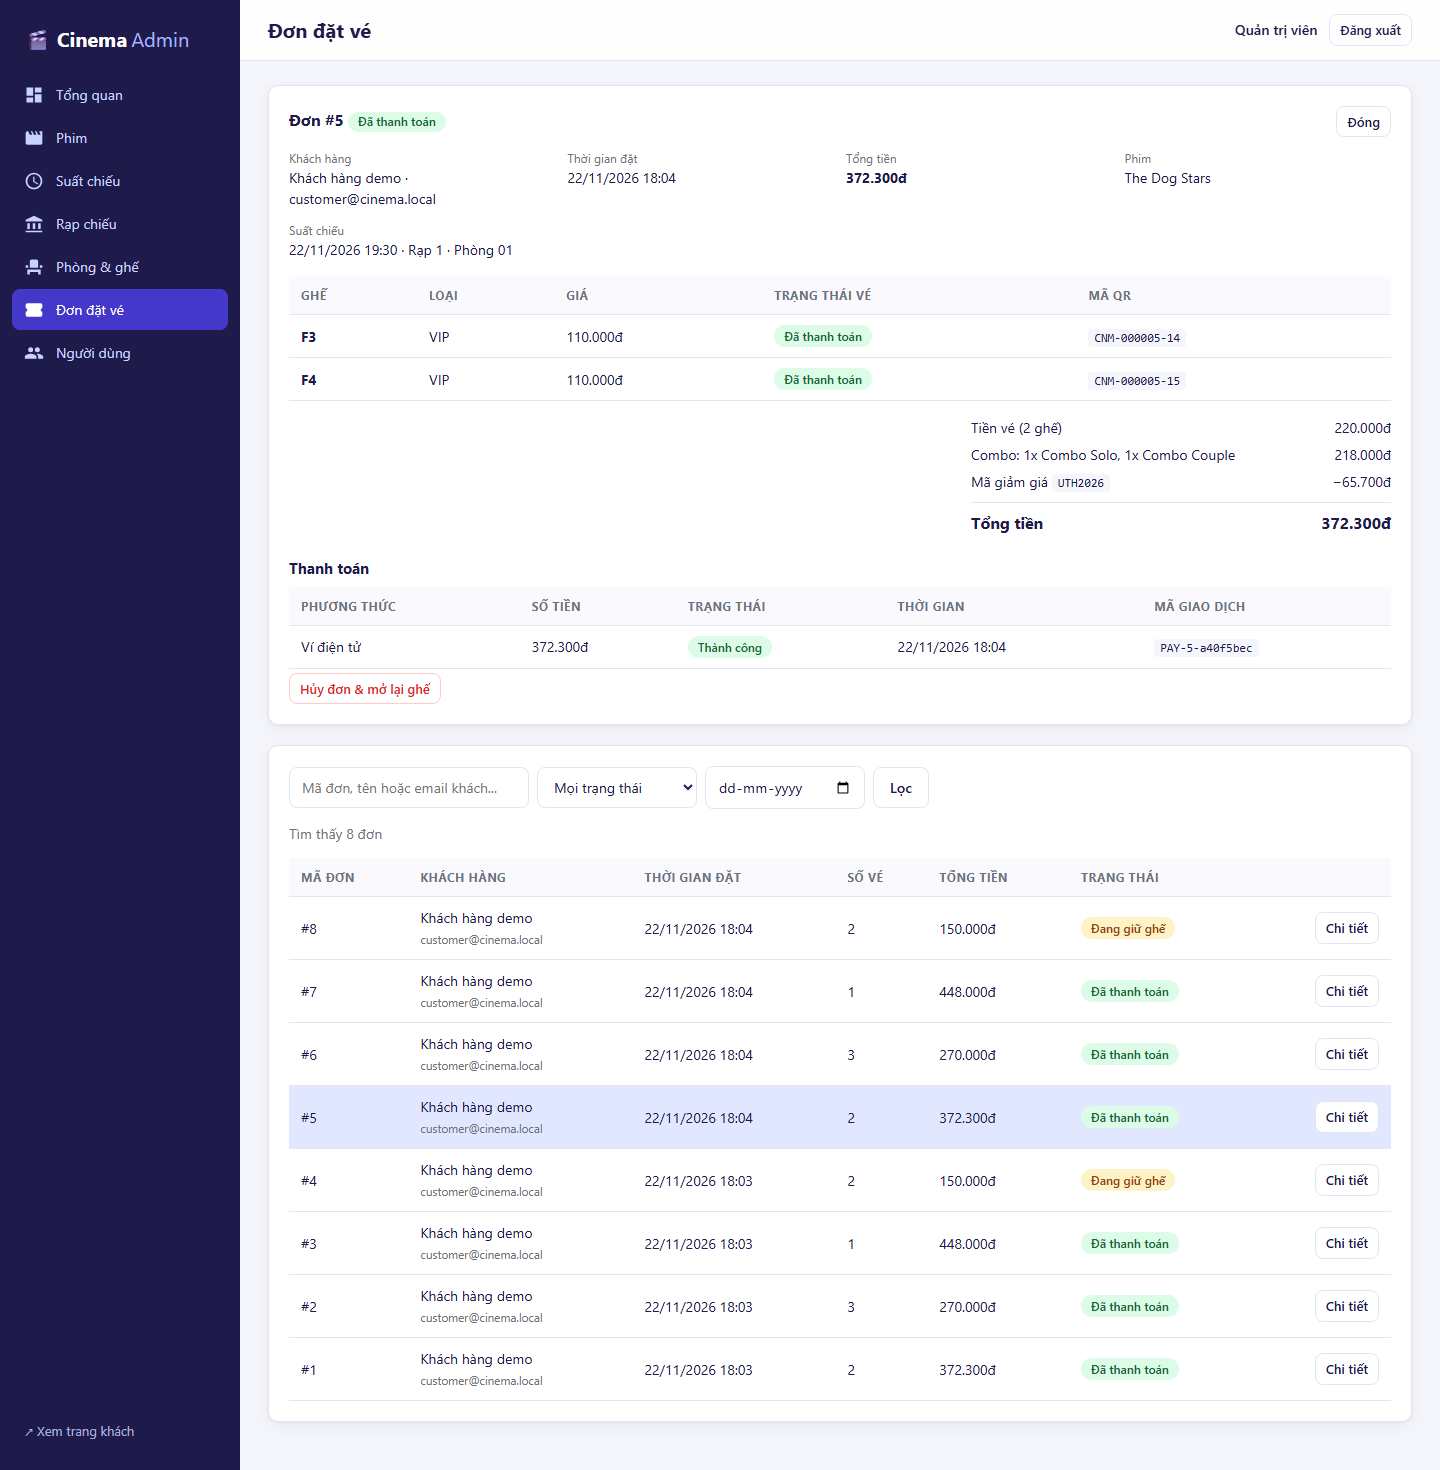 Cinema Admin
Tổng quan
Phim
Suất chiếu
Rạp chiếu
Phòng & ghế
Đơn đặt vé
Người dùng
↗ Xem trang khách
Đơn đặt vé
Quản trị viên
Đăng xuất
Đơn #5 Đã thanh toán
Đóng
Khách hàng
Khách hàng demo ·
customer@cinema.local
Thời gian đặt
22/11/2026 18:04
Tổng tiền
372.300đ
Phim
The Dog Stars
Suất chiếu
22/11/2026 19:30 · Rạp 1 · Phòng 01
GHẾ LOẠI GIÁ TRẠNG THÁI VÉ MÃ QR
F3 VIP 110.000đ Đã thanh toán CNM-000005-14
F4 VIP 110.000đ Đã thanh toán CNM-000005-15
Tiền vé (2 ghế) 220.000đ
Combo: 1x Combo Solo, 1x Combo Couple 218.000đ
Mã giảm giá UTH2026 −65.700đ
Tổng tiền 372.300đ
Thanh toán
PHƯƠNG THỨC SỐ TIỀN TRẠNG THÁI THỜI GIAN MÃ GIAO DỊCH
Ví điện tử 372.300đ Thành công 22/11/2026 18:04 PAY-5-a40f5bec
Hủy đơn & mở lại ghế
Mã đơn, tên hoặc email khách... Mọi trạng thái dd-mm-yyyy Lọc
Tìm thấy 8 đơn
MÃ ĐƠN KHÁCH HÀNG THỜI GIAN ĐẶT SỐ VÉ TỔNG TIỀN TRẠNG THÁI
#8 Khách hàng demo 22/11/2026 18:04 2 150.000đ Đang giữ ghế Chi tiết
customer@cinema.local
#7 Khách hàng demo 22/11/2026 18:04 1 448.000đ Đã thanh toán Chi tiết
customer@cinema.local
#6 Khách hàng demo 22/11/2026 18:04 3 270.000đ Đã thanh toán Chi tiết
customer@cinema.local
#5 Khách hàng demo 22/11/2026 18:04 2 372.300đ Đã thanh toán Chi tiết
customer@cinema.local
#4 Khách hàng demo 22/11/2026 18:03 2 150.000đ Đang giữ ghế Chi tiết
customer@cinema.local
#3 Khách hàng demo 22/11/2026 18:03 1 448.000đ Đã thanh toán Chi tiết
customer@cinema.local
#2 Khách hàng demo 22/11/2026 18:03 3 270.000đ Đã thanh toán Chi tiết
customer@cinema.local
#1 Khách hàng demo 22/11/2026 18:03 2 372.300đ Đã thanh toán Chi tiết
customer@cinema.local